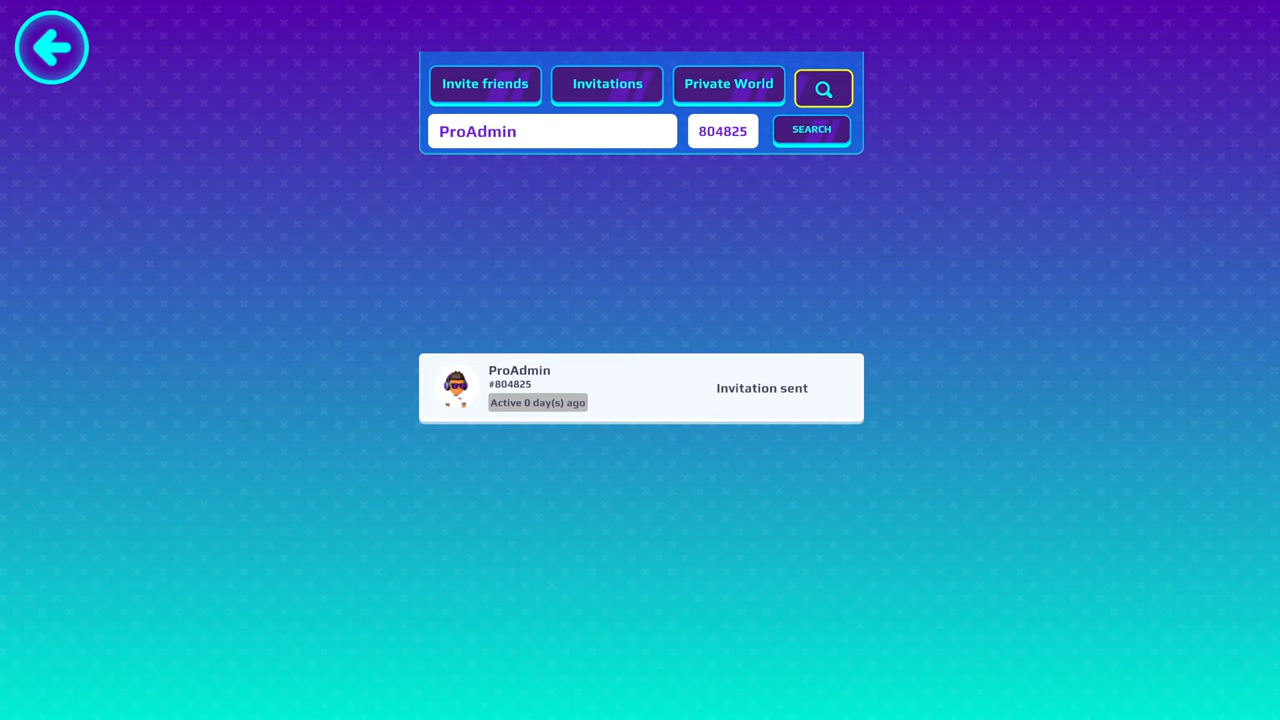 Invite friends
Invitations
Private World
ProAdmin
804825
SEARCH
ProAdmin
#804825
Active 0 day(s) ago
Invitation sent